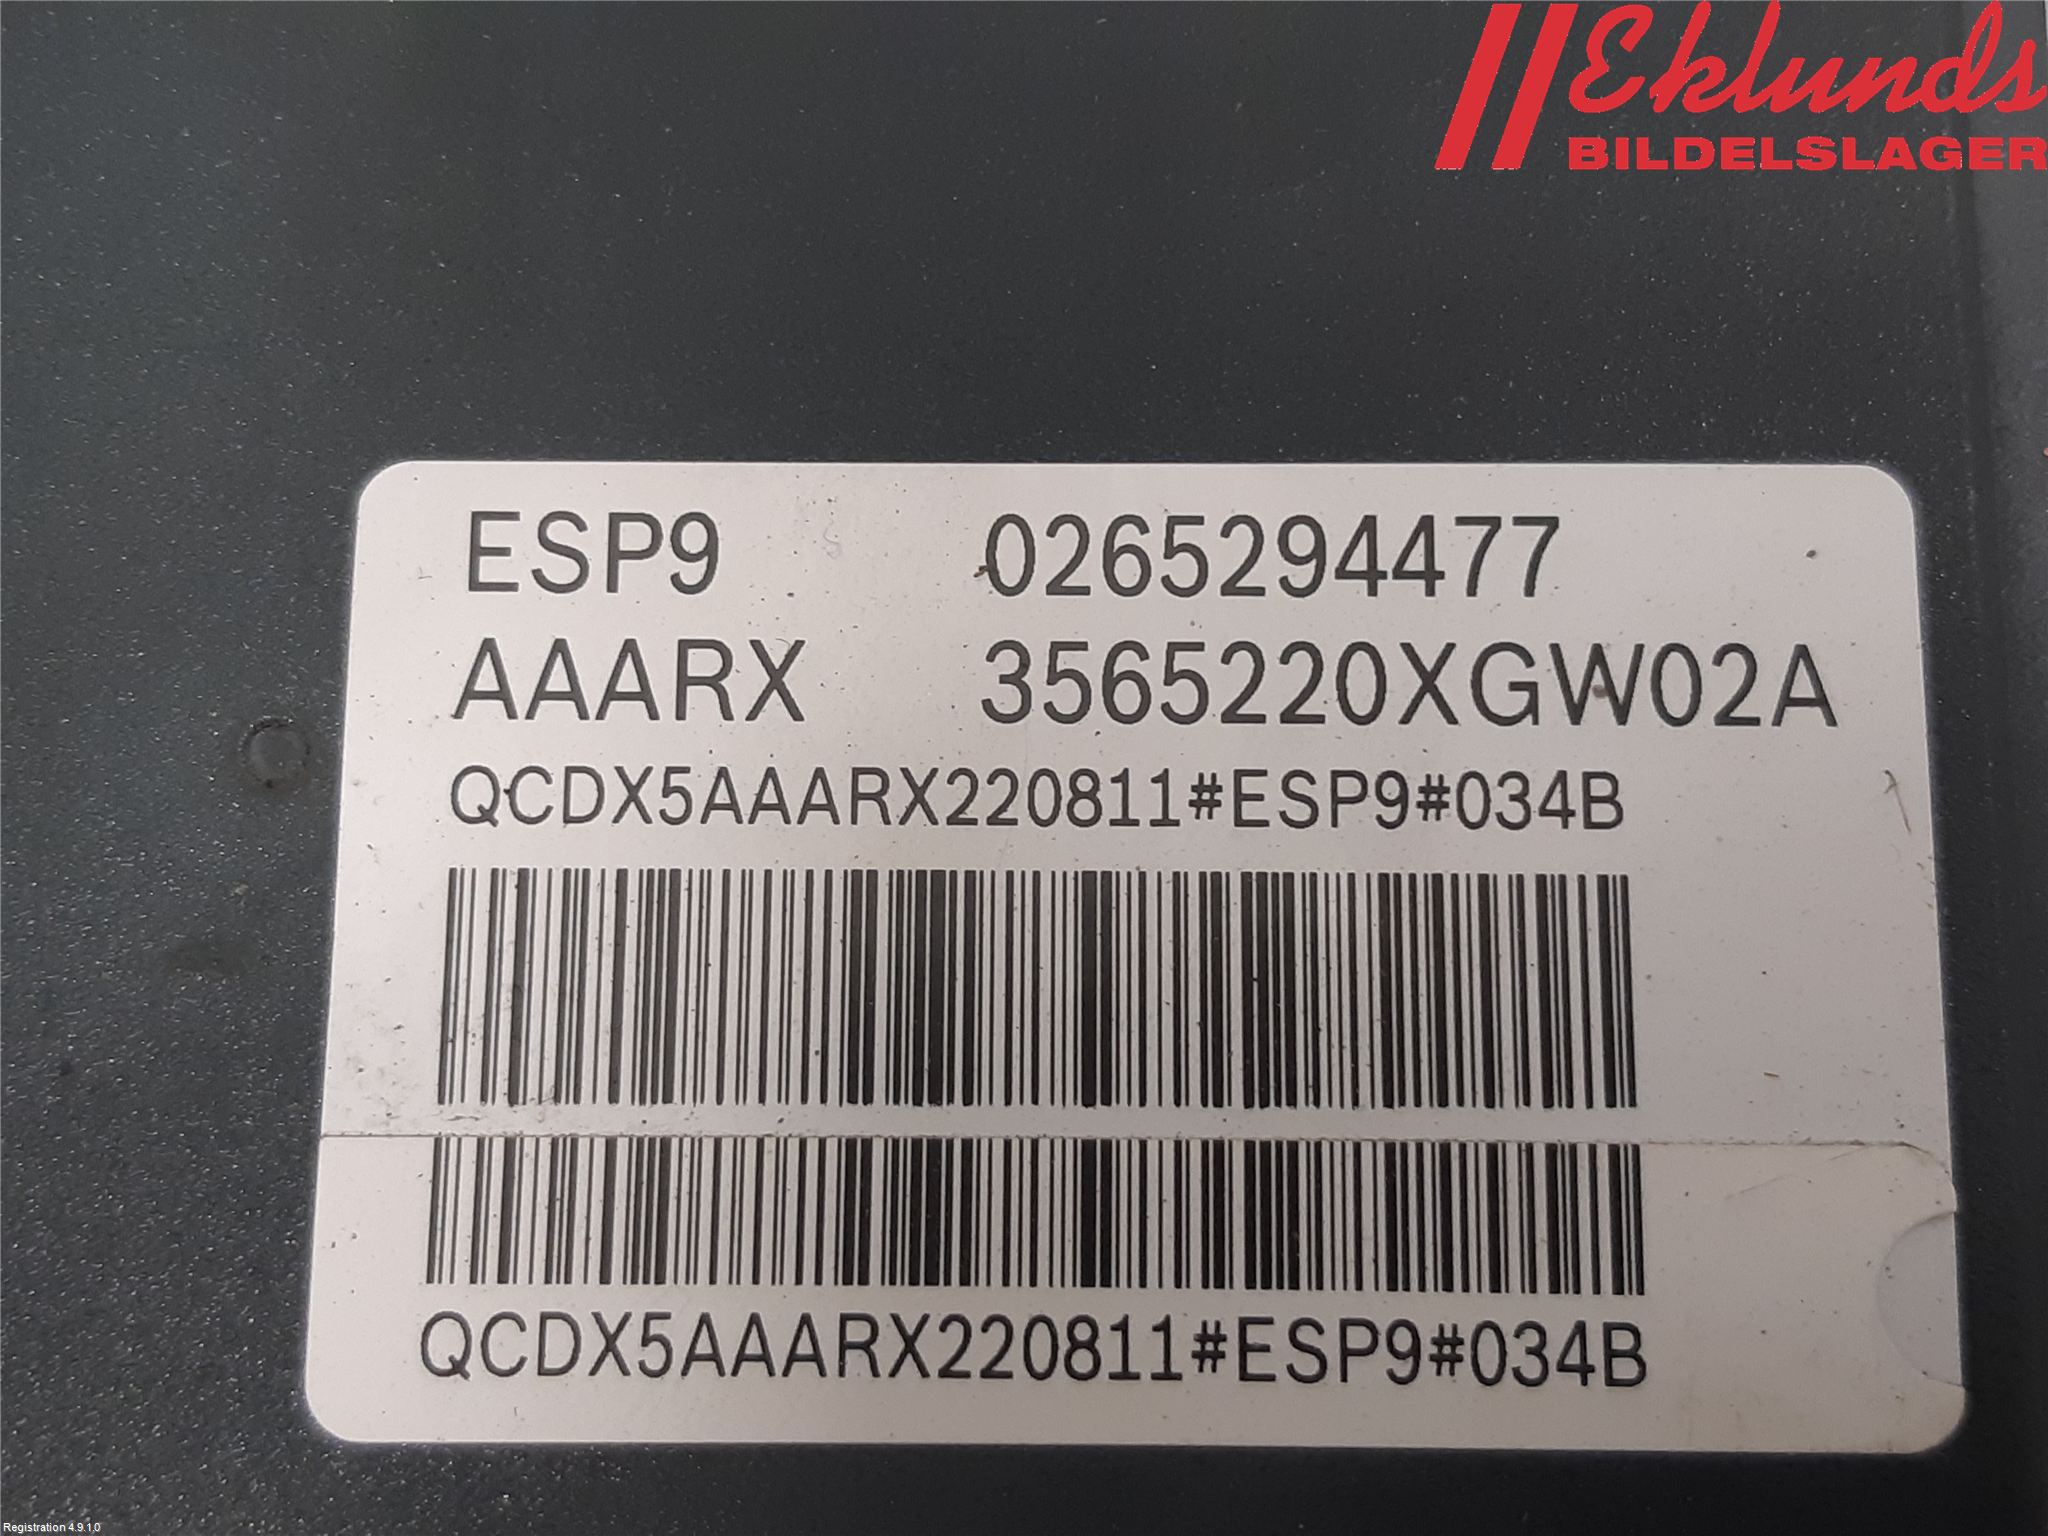 Eklunds
BILDELSLAGER
ESP9 0265294477
AAARX 3565220XGW02A
QCDX5AAARX220811#ESP9#034B
QCDX5AAARX220811#ESP9#034B
Registration 4.9.1.0